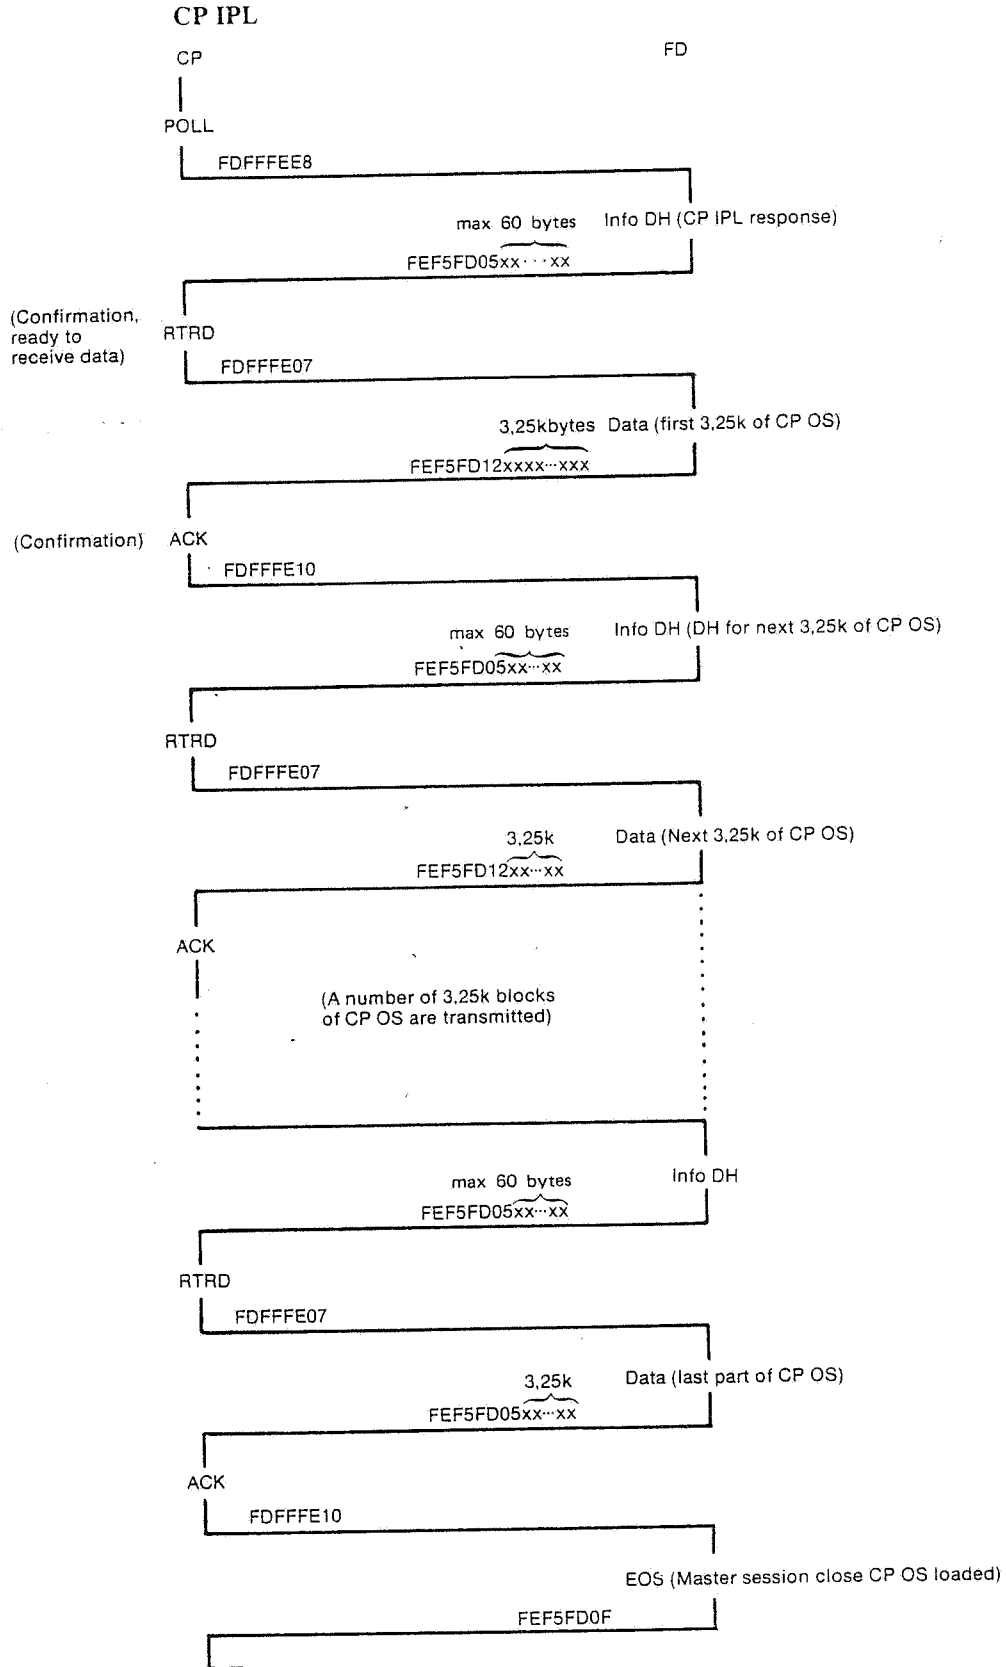 CP IPL
CP
FD
POLL
FDFFFEE8
max 60 bytes
Info DH (CP IPL response)
FEF5FD05xx···xx
(Confirmation,
ready to
receive data)
RTRD
FDFFFE07
3,25kbytes
Data (first 3,25k of CP OS)
FEF5FD12xxxx···xxx
(Confirmation)
ACK
FDFFFE10
max 60 bytes
Info DH (DH for next 3,25k of CP OS)
FEF5FD05xx···xx
RTRD
FDFFFE07
3,25k
Data (Next 3,25k of CP OS)
FEF5FD12xx···xx
ACK
(A number of 3,25k blocks
of CP OS are transmitted)
max 60 bytes
Info DH
FEF5FD05xx···xx
RTRD
FDFFFE07
3,25k
Data (last part of CP OS)
FEF5FD05xx···xx
ACK
FDFFFE10
EOS (Master session close CP OS loaded)
FEF5FD0F